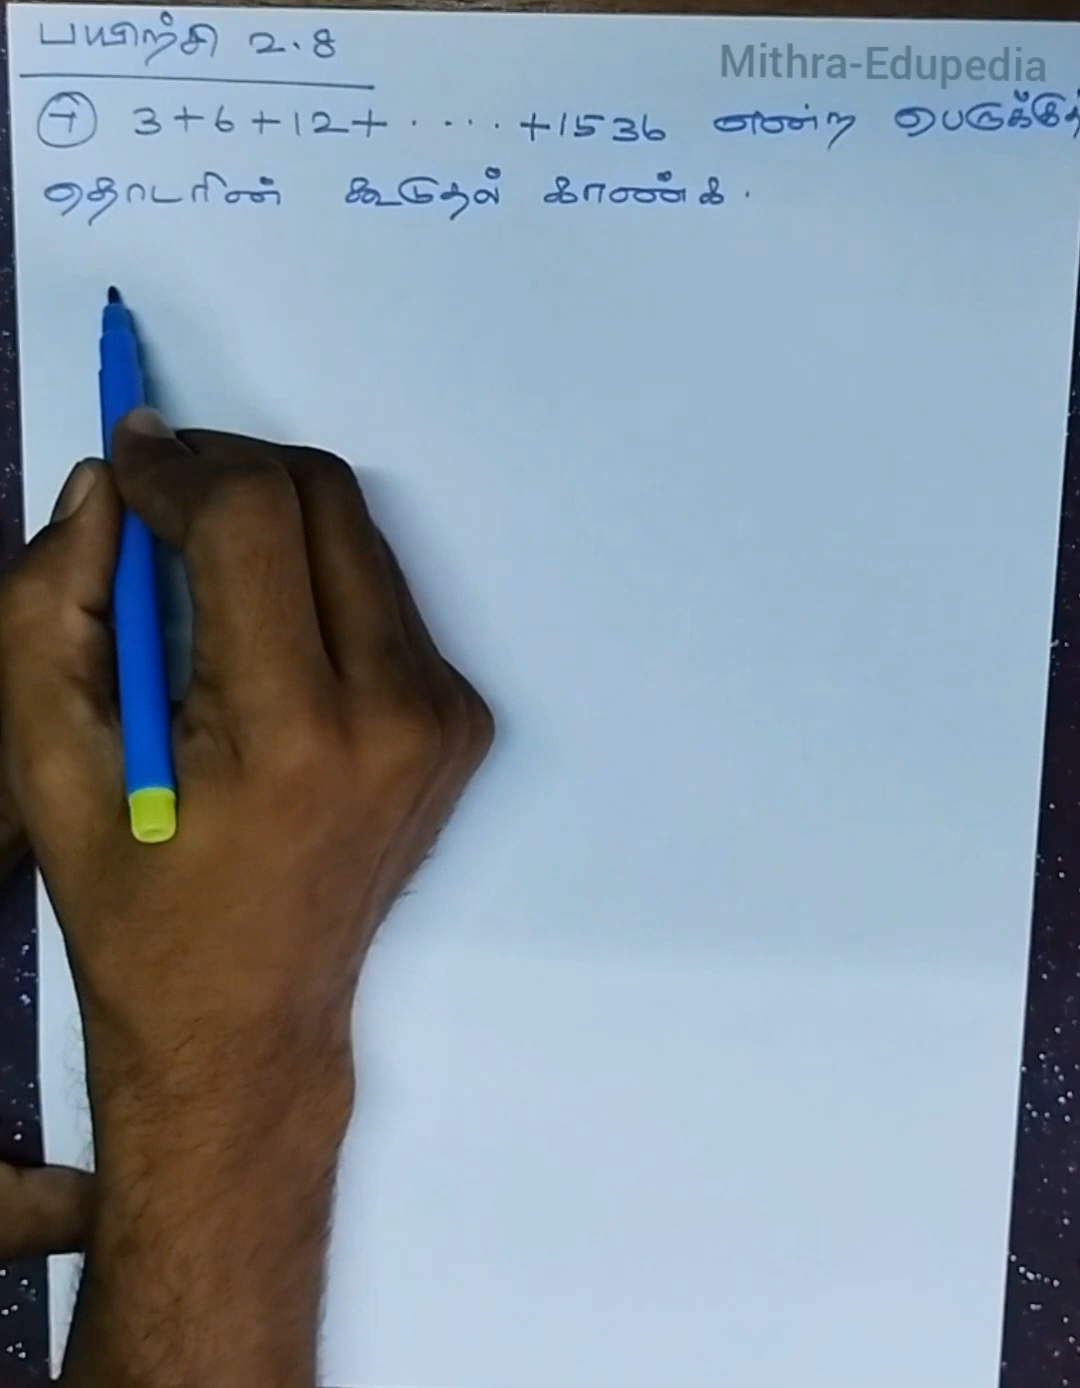 பயிற்சி 2.8
Mithra-Edupedia
7 3+6+12+.....+1536 என்ற பெருக்குத்
தொடரின் கூடுதல் காண்க.